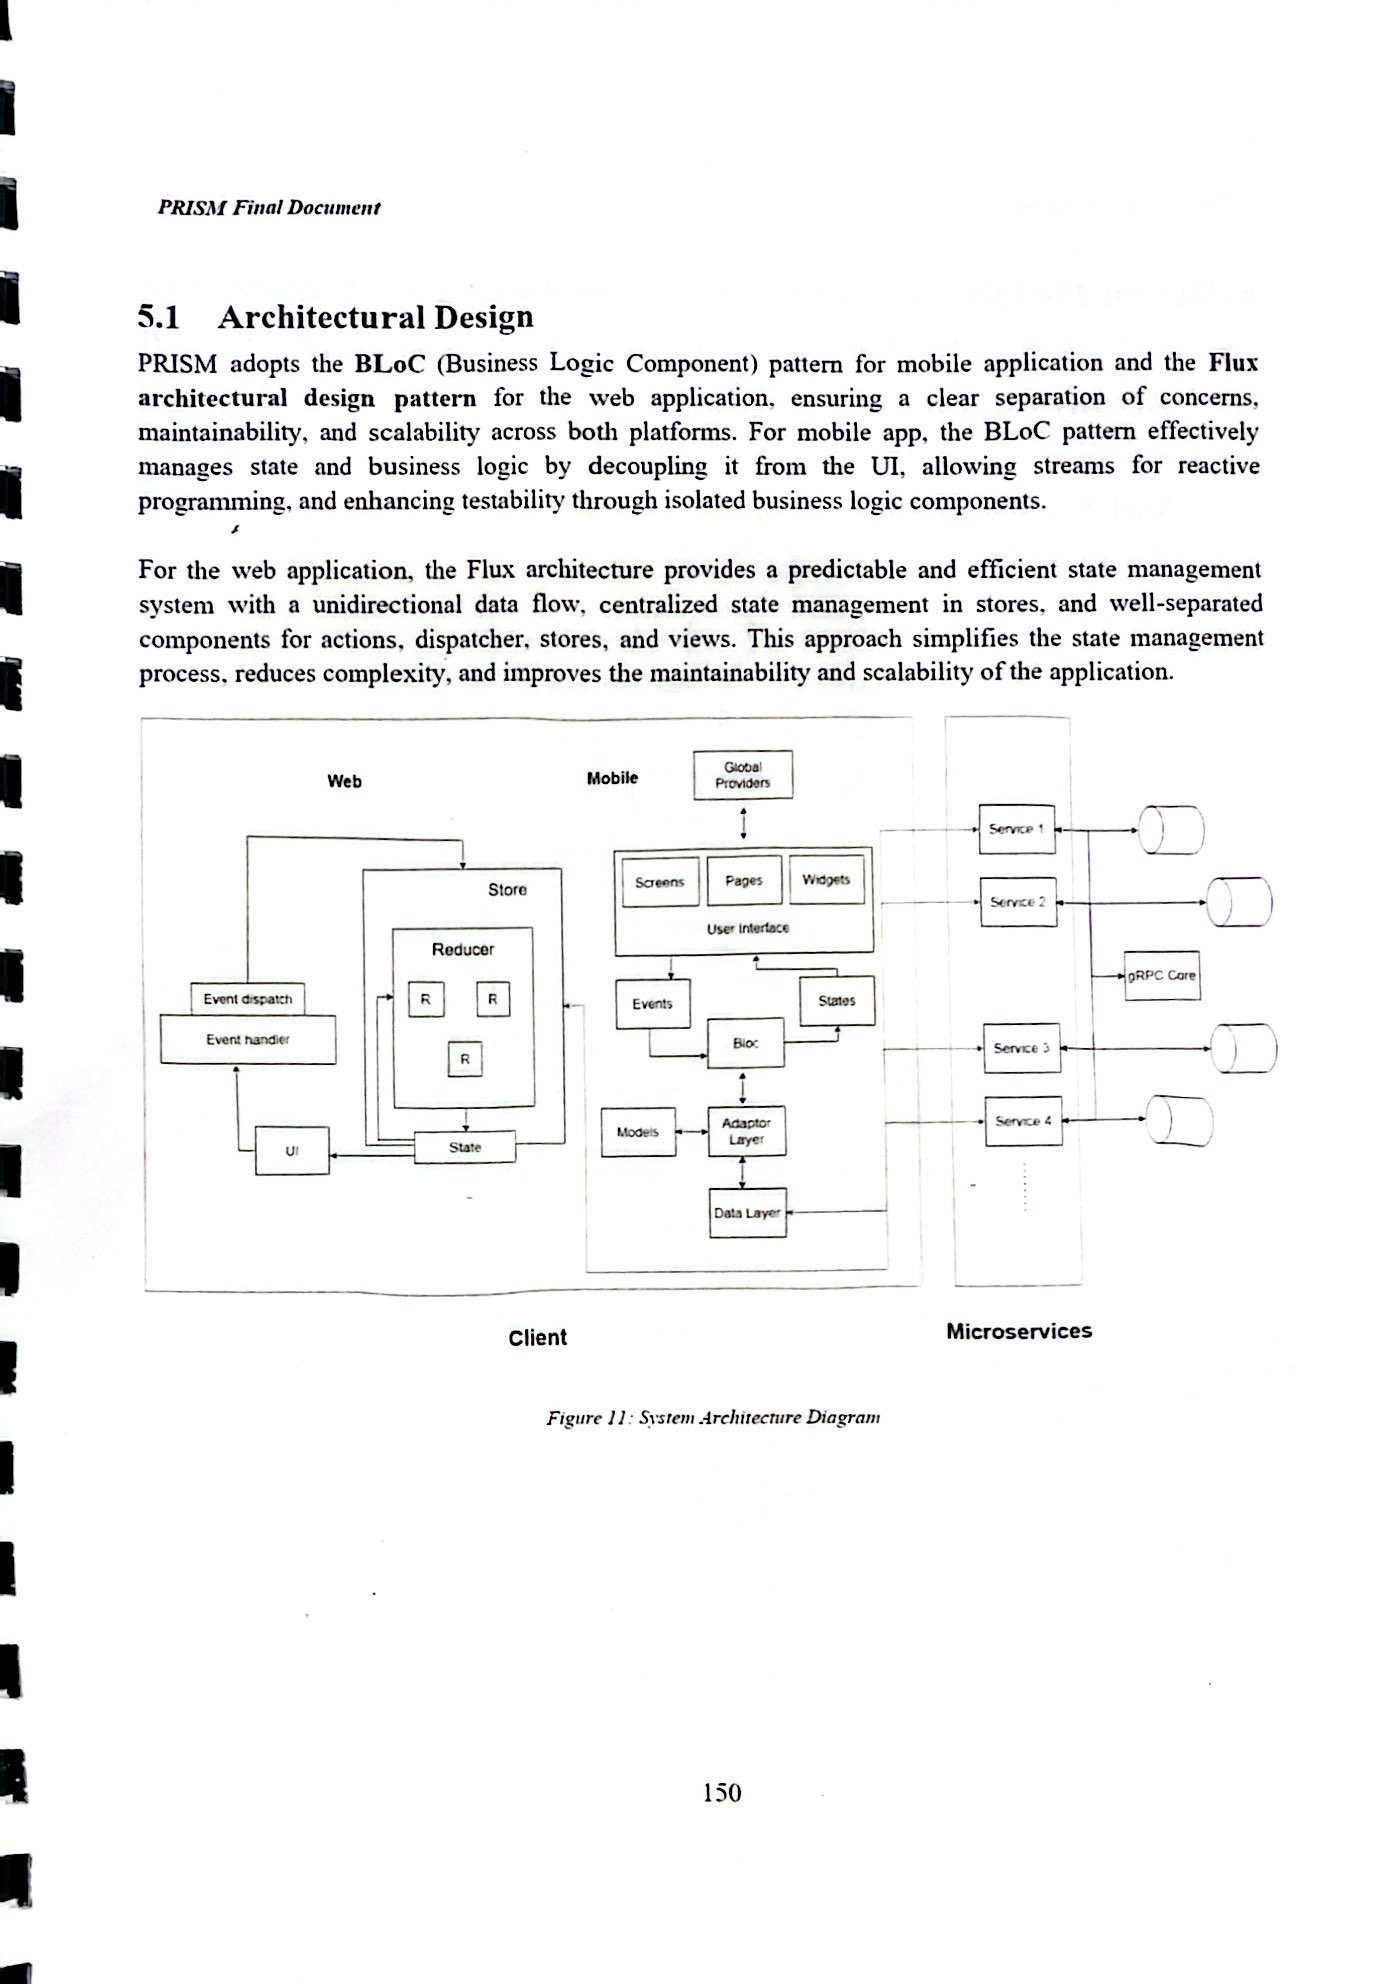 PRISM Final Document
5.1 Architectural Design
PRISM adopts the BLoC (Business Logic Component) pattern for mobile application and the Flux
architectural design pattern for the web application, ensuring a clear separation of concerns,
maintainability, and scalability across both platforms. For mobile app, the BLoC pattern effectively
manages state and business logic by decoupling it from the UI, allowing streams for reactive
programming, and enhancing testability through isolated business logic components.
For the web application, the Flux architecture provides a predictable and efficient state management
system with a unidirectional data flow, centralized state management in stores, and well-separated
components for actions, dispatcher, stores, and views. This approach simplifies the state management
process, reduces complexity, and improves the maintainability and scalability of the application.
Web
Store
Reducer
R
R
R
Event dispatch
Event handler
UI
State
Mobile
Global
Providers
Screens
Pages
Widgets
User Interface
Events
States
Bloc
Models
Adaptor
Layer
Data Layer
Service 1
Service 2
gRPC Core
Service 3
Service 4
Client
Microservices
Figure 11: System Architecture Diagram
150